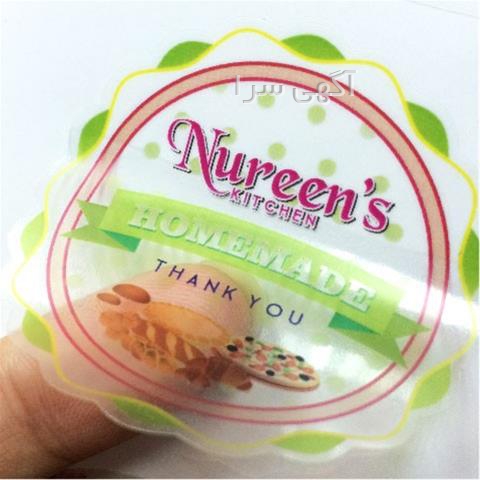 آگهی سرا
Nureen's
KITCHEN
HOMEMADE
THANK YOU